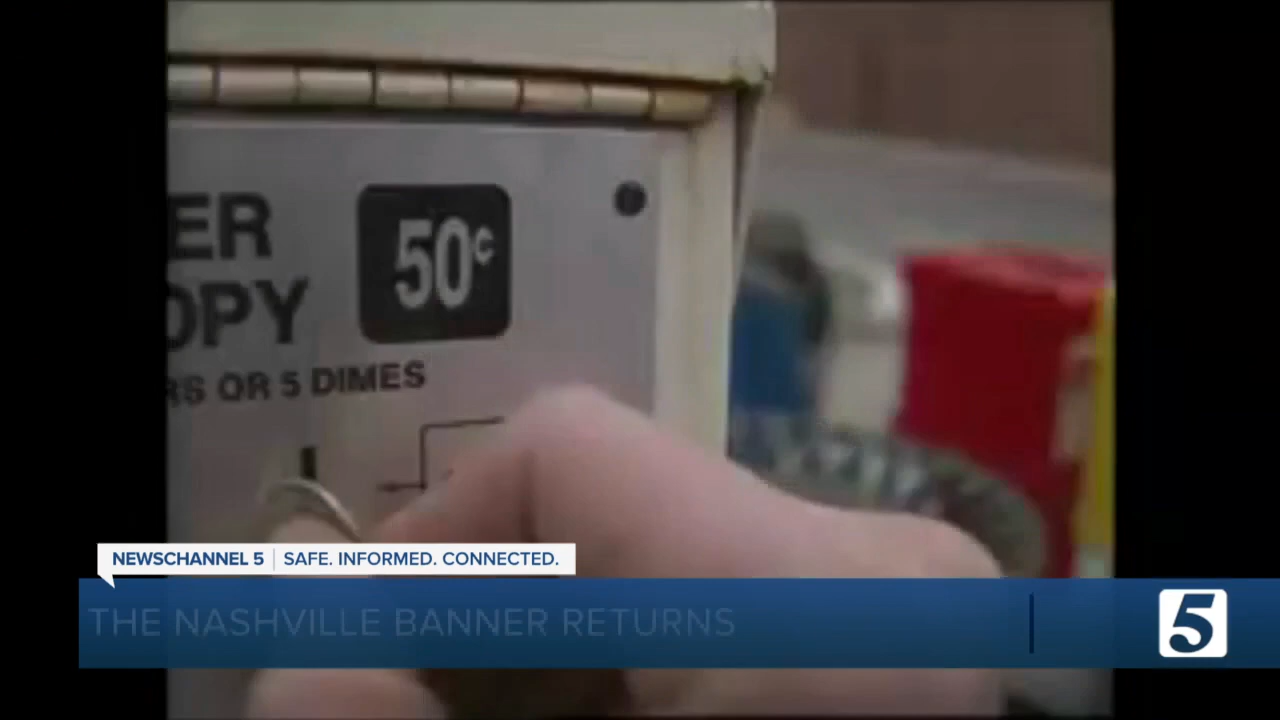 ER
50¢
OPY
RS OR 5 DIMES
NEWSCHANNEL 5 | SAFE. INFORMED. CONNECTED.
THE NASHVILLE BANNER RETURNS
5